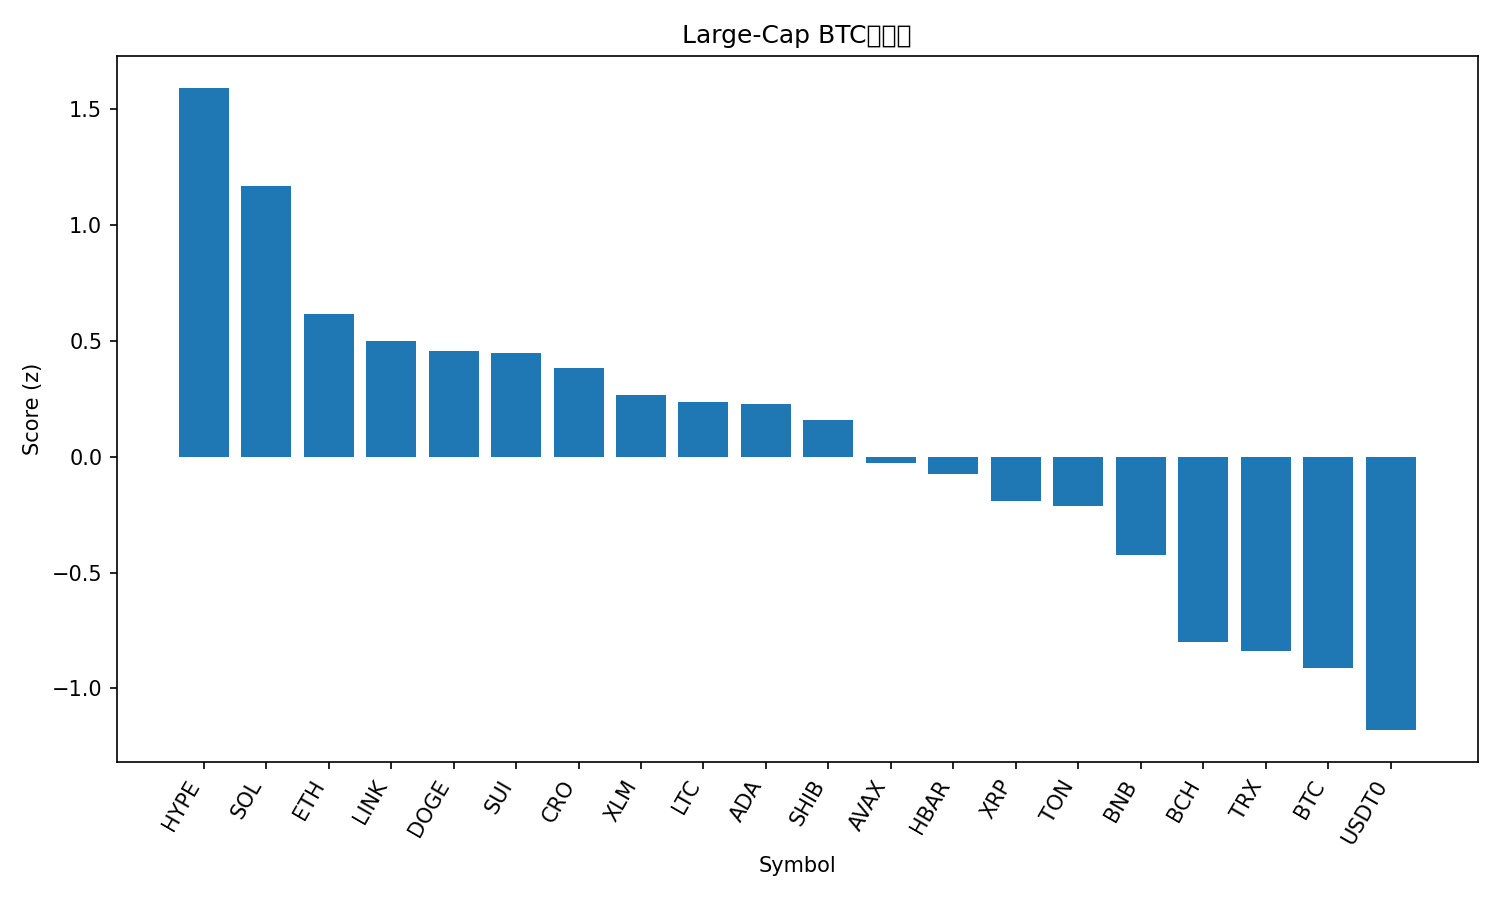 Large-Cap BTC
Score (z)
1.5
1.0
0.5
0.0
−0.5
−1.0
HYPE
SOL
ETH
LINK
DOGE
SUI
CRO
XLM
LTC
ADA
SHIB
AVAX
HBAR
XRP
TON
BNB
BCH
TRX
BTC
USDT0
Symbol